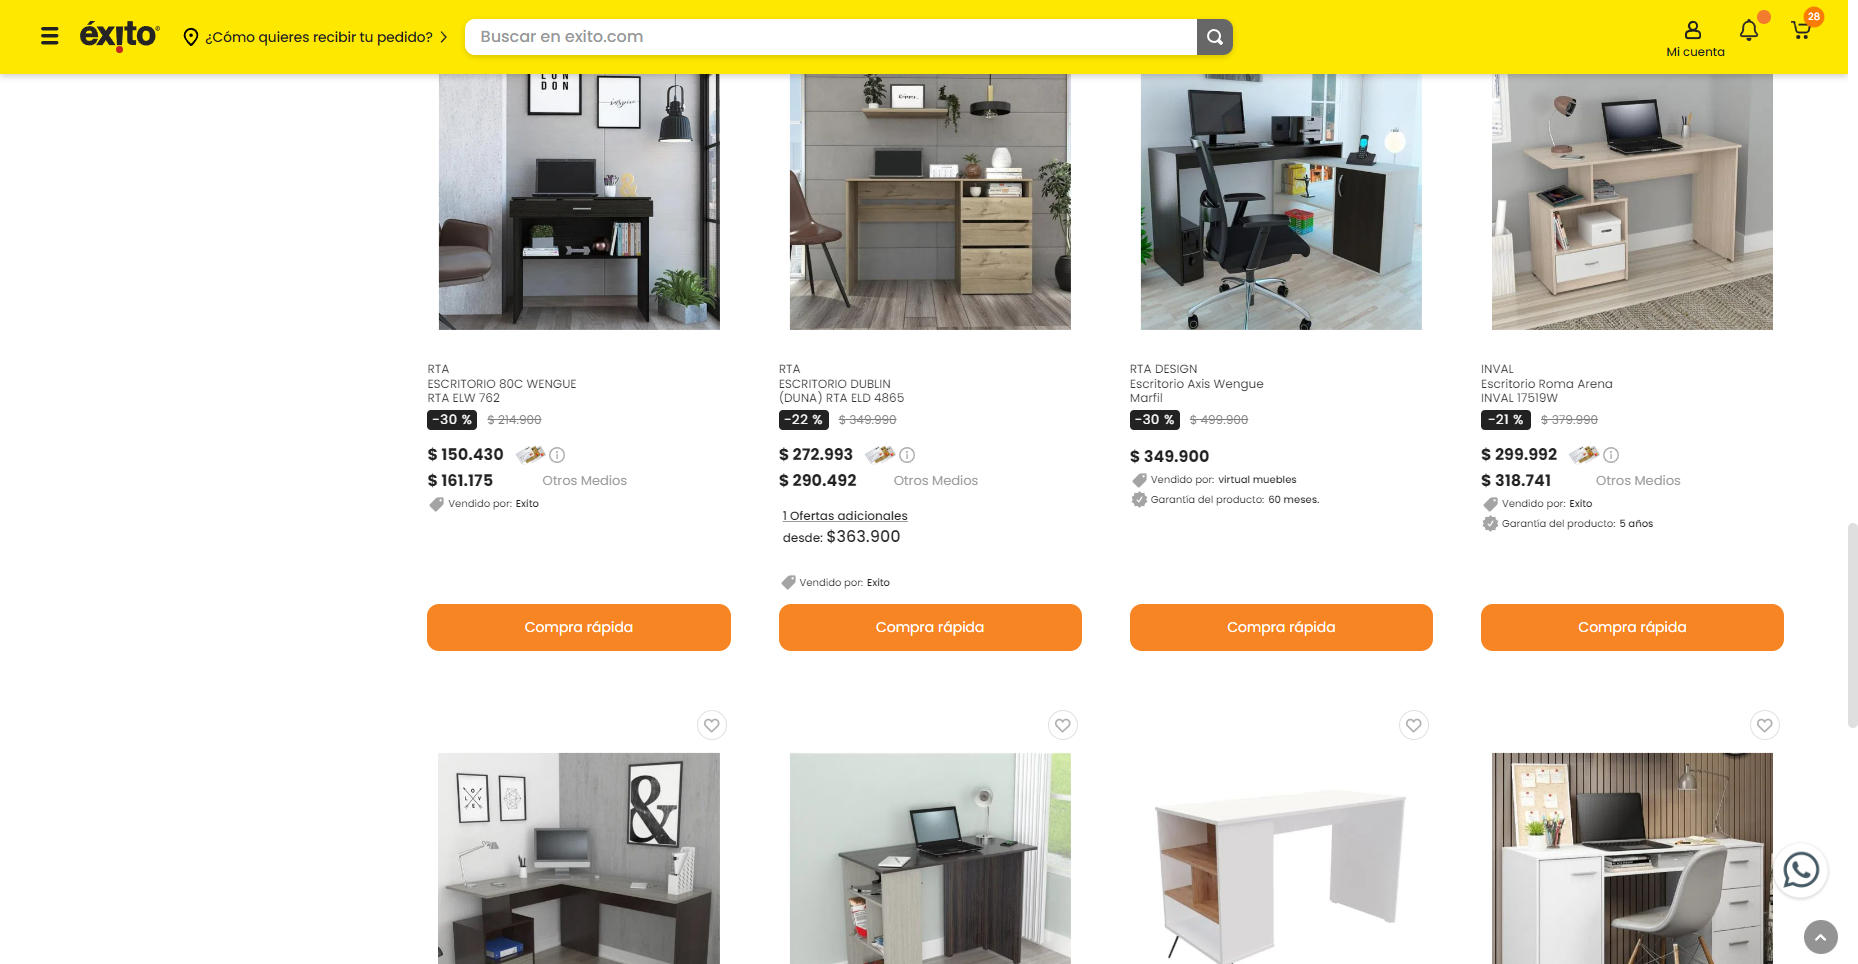 éxito
¿Cómo quieres recibir tu pedido?
Buscar en exito.com
Mi cuenta
28
LON
DON
inspire
RTA
ESCRITORIO 80C WENGUE
RTA ELW 762
-30 % $ 214.900
$ 150.430
$ 161.175 Otros Medios
Vendido por: Exito
Compra rápida
RTA
ESCRITORIO DUBLIN
(DUNA) RTA ELD 4865
-22 % $ 349.990
$ 272.993
$ 290.492 Otros Medios
1 Ofertas adicionales
desde: $363.900
Vendido por: Exito
Compra rápida
RTA DESIGN
Escritorio Axis Wengue
Marfil
-30 % $ 499.900
$ 349.900
Vendido por: virtual muebles
Garantía del producto: 60 meses.
Compra rápida
INVAL
Escritorio Roma Arena
INVAL 17519W
-21 % $ 379.990
$ 299.992
$ 318.741 Otros Medios
Vendido por: Exito
Garantía del producto: 5 años
Compra rápida
LOVE
&